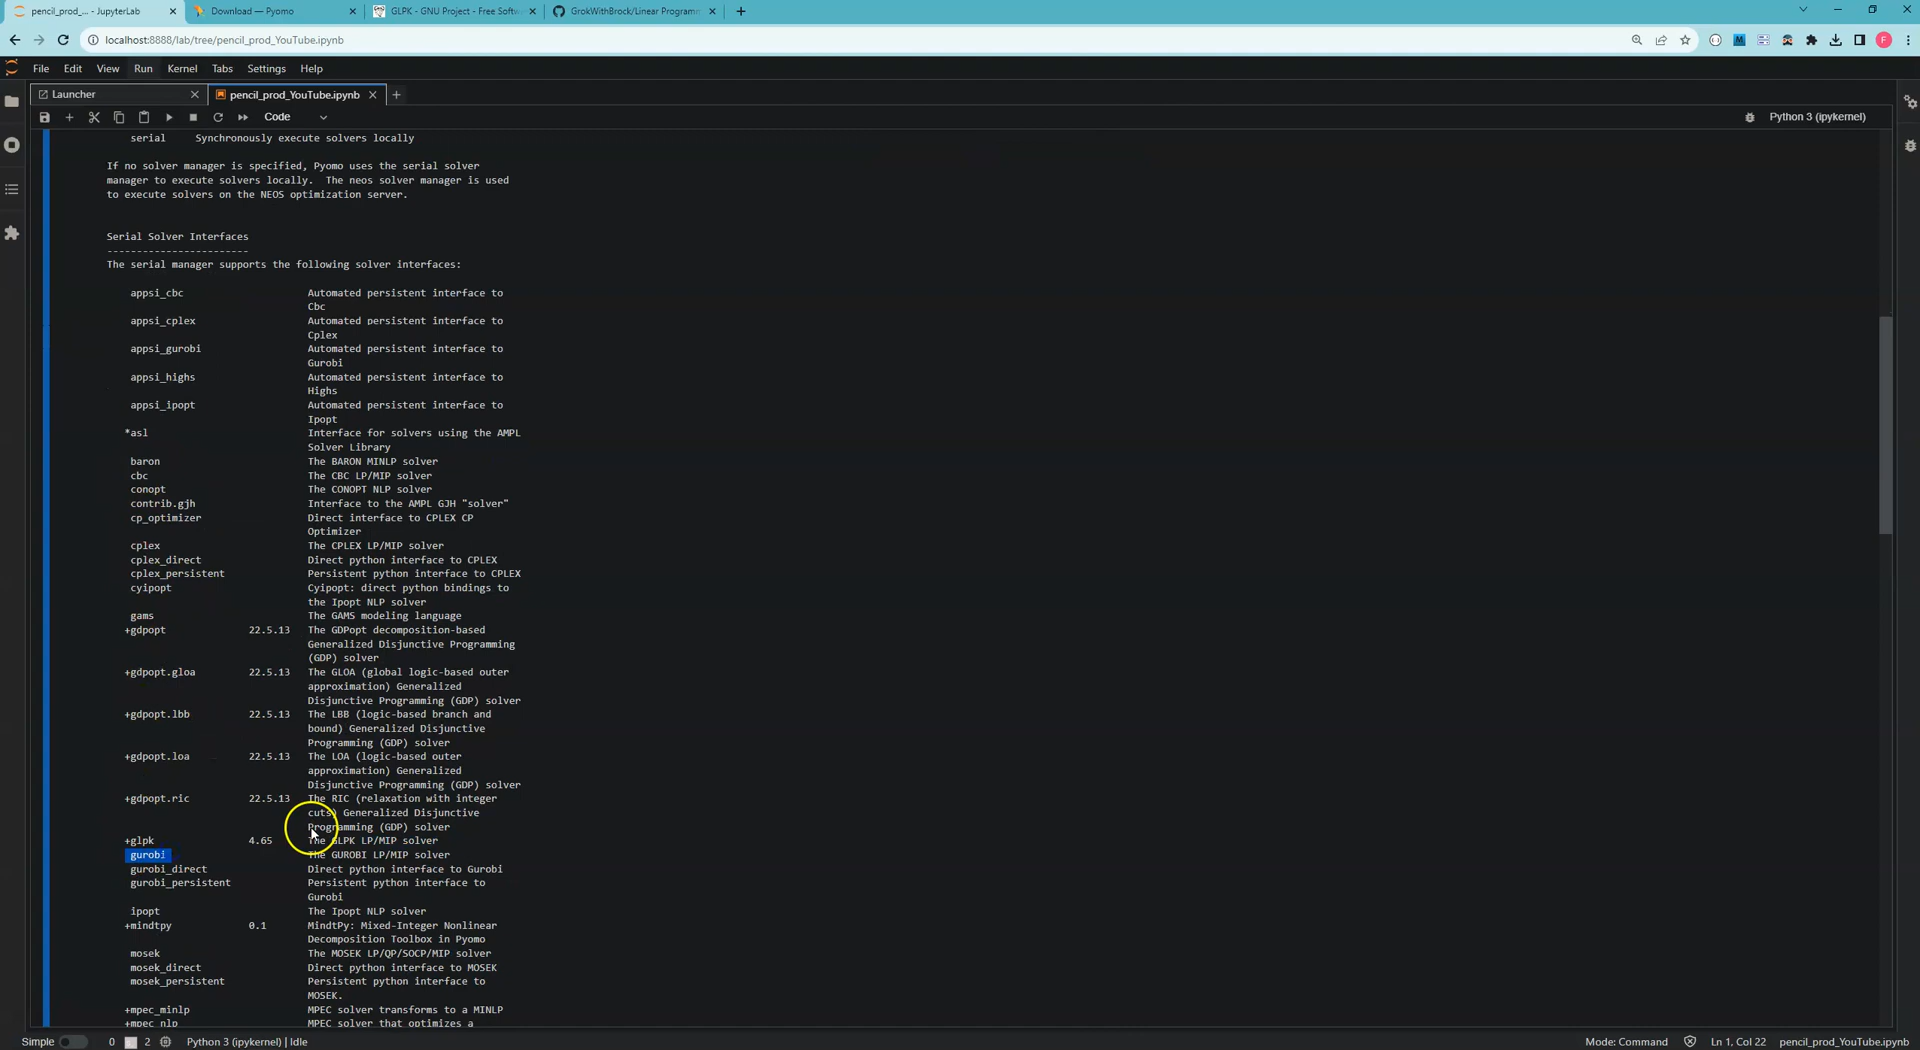 pencil_prod_... - JupyterLab
Download — Pyomo
GLPK - GNU Project - Free Softw
GrokWithBrock/Linear Programm
localhost:8888/lab/tree/pencil_prod_YouTube.ipynb
F
File Edit View Run Kernel Tabs Settings Help
Launcher
pencil_prod_YouTube.ipynb
Code
Python 3 (ipykernel)
serial Synchronously execute solvers locally
If no solver manager is specified, Pyomo uses the serial solver
manager to execute solvers locally. The neos solver manager is used
to execute solvers on the NEOS optimization server.
Serial Solver Interfaces
------------------------
The serial manager supports the following solver interfaces:
appsi_cbc Automated persistent interface to
Cbc
appsi_cplex Automated persistent interface to
Cplex
appsi_gurobi Automated persistent interface to
Gurobi
appsi_highs Automated persistent interface to
Highs
appsi_ipopt Automated persistent interface to
Ipopt
*asl Interface for solvers using the AMPL
Solver Library
baron The BARON MINLP solver
cbc The CBC LP/MIP solver
conopt The CONOPT NLP solver
contrib.gjh Interface to the AMPL GJH "solver"
cp_optimizer Direct interface to CPLEX CP
Optimizer
cplex The CPLEX LP/MIP solver
cplex_direct Direct python interface to CPLEX
cplex_persistent Persistent python interface to CPLEX
cyipopt Cyipopt: direct python bindings to
the Ipopt NLP solver
gams The GAMS modeling language
+gdpopt 22.5.13 The GDPopt decomposition-based
Generalized Disjunctive Programming
(GDP) solver
+gdpopt.gloa 22.5.13 The GLOA (global logic-based outer
approximation) Generalized
Disjunctive Programming (GDP) solver
+gdpopt.lbb 22.5.13 The LBB (logic-based branch and
bound) Generalized Disjunctive
Programming (GDP) solver
+gdpopt.loa 22.5.13 The LOA (logic-based outer
approximation) Generalized
Disjunctive Programming (GDP) solver
+gdpopt.ric 22.5.13 The RIC (relaxation with integer
cuts) Generalized Disjunctive
Programming (GDP) solver
+glpk 4.65 The GLPK LP/MIP solver
gurobi The GUROBI LP/MIP solver
gurobi_direct Direct python interface to Gurobi
gurobi_persistent Persistent python interface to
Gurobi
ipopt The Ipopt NLP solver
+mindtpy 0.1 MindtPy: Mixed-Integer Nonlinear
Decomposition Toolbox in Pyomo
mosek The MOSEK LP/QP/SOCP/MIP solver
mosek_direct Direct python interface to MOSEK
mosek_persistent Persistent python interface to
MOSEK.
+mpec_minlp MPEC solver transforms to a MINLP
+mpec_nlp MPEC solver that optimizes a
Simple 0 2 Python 3 (ipykernel) | Idle Mode: Command Ln 1, Col 22 pencil_prod_YouTube.ipynb